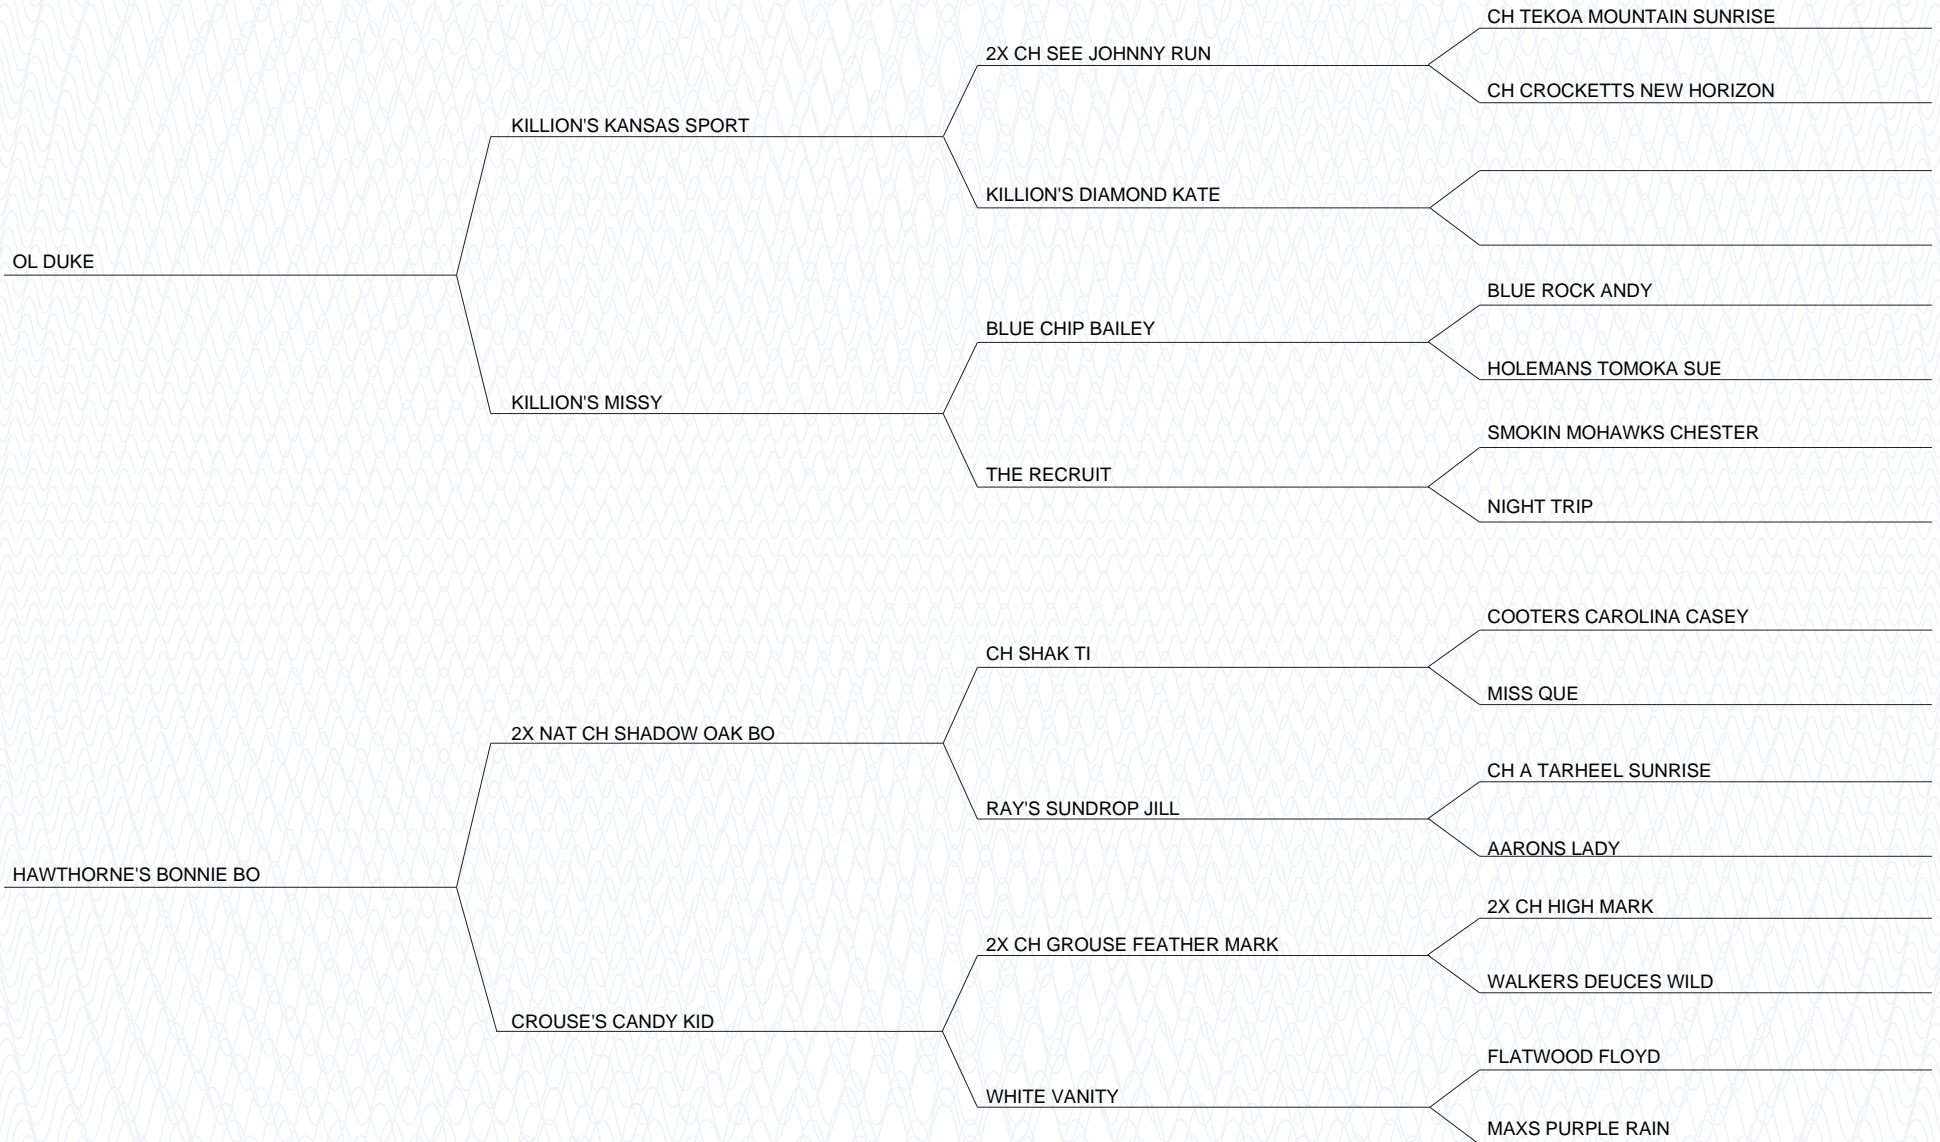 CH TEKOA MOUNTAIN SUNRISE
2X CH SEE JOHNNY RUN
CH CROCKETTS NEW HORIZON
KILLION'S KANSAS SPORT
KILLION'S DIAMOND KATE
OL DUKE
BLUE ROCK ANDY
BLUE CHIP BAILEY
HOLEMANS TOMOKA SUE
KILLION'S MISSY
SMOKIN MOHAWKS CHESTER
THE RECRUIT
NIGHT TRIP
COOTERS CAROLINA CASEY
CH SHAK TI
MISS QUE
2X NAT CH SHADOW OAK BO
CH A TARHEEL SUNRISE
RAY'S SUNDROP JILL
AARONS LADY
HAWTHORNE'S BONNIE BO
2X CH HIGH MARK
2X CH GROUSE FEATHER MARK
WALKERS DEUCES WILD
CROUSE'S CANDY KID
FLATWOOD FLOYD
WHITE VANITY
MAXS PURPLE RAIN